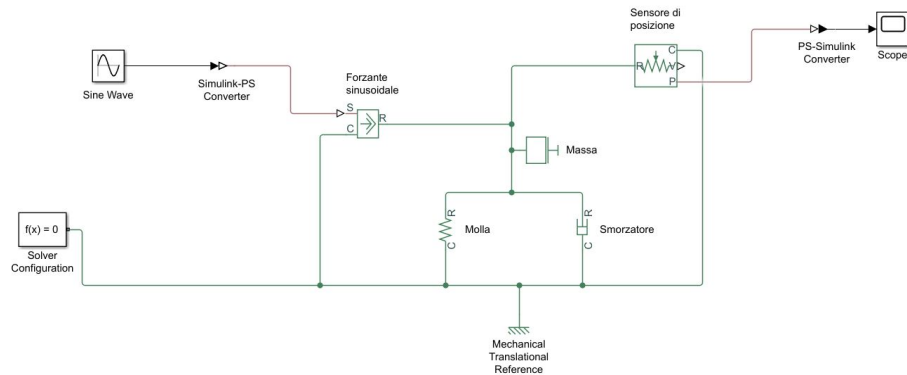 Sensore di
posizione
C
R
V
P
PS-Simulink
Converter
Scope
Sine Wave
Simulink-PS
Converter
Forzante
sinusoidale
S
R
C
Massa
R
Molla
C
R
Smorzatore
C
f(x) = 0
Solver
Configuration
Mechanical
Translational
Reference